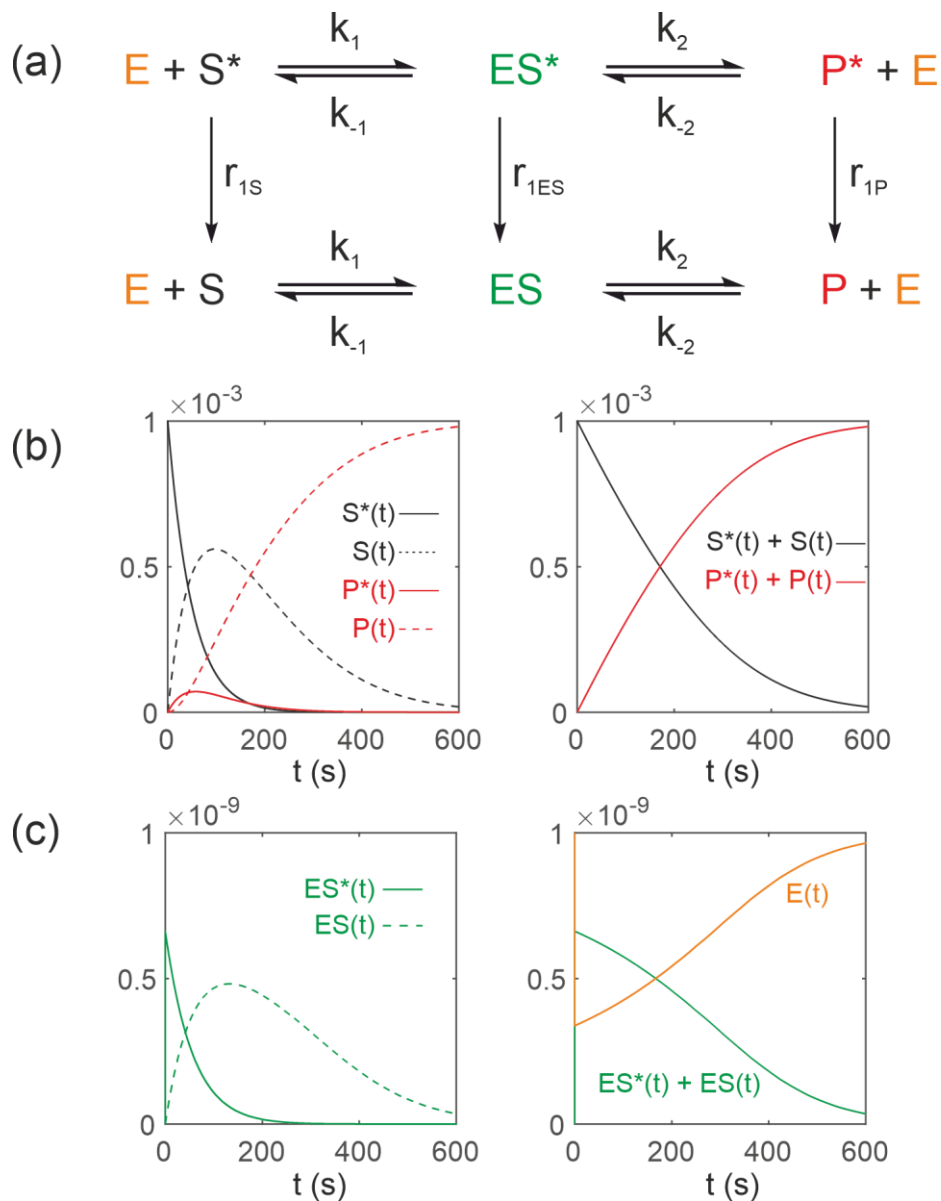 (a)
k₁ k₂
E + S* ES* P* + E
k₋₁ k₋₂
r₁S r₁ES r₁P
k₁ k₂
E + S ES P + E
k₋₁ k₋₂
(b)
×10⁻³
1
0.5
0
S*(t)
S(t)
P*(t)
P(t)
0 200 400 600
t (s)
×10⁻³
1
0.5
0
S*(t) + S(t)
P*(t) + P(t)
0 200 400 600
t (s)
(c)
×10⁻⁹
1
0.5
0
ES*(t)
ES(t)
0 200 400 600
t (s)
×10⁻⁹
1
0.5
0
E(t)
ES*(t) + ES(t)
0 200 400 600
t (s)